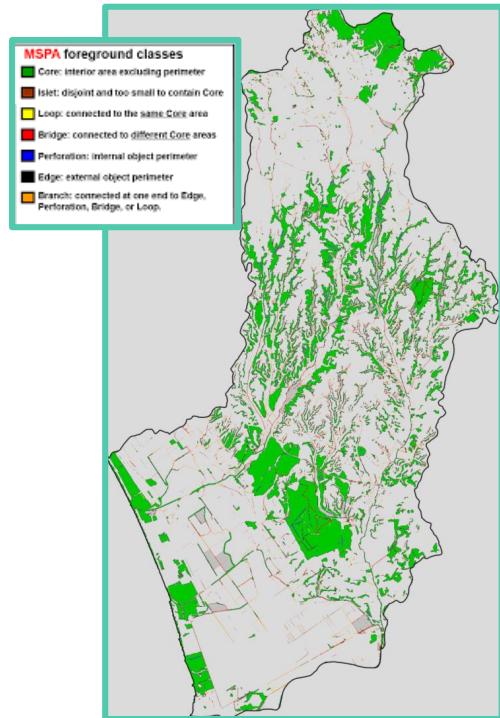 MSPA foreground classes
Core: interior area excluding perimeter
Islet: disjoint and too small to contain Core
Loop: connected to the same Core area
Bridge: connected to different Core areas
Perforation: internal object perimeter
Edge: external object perimeter
Branch: connected at one end to Edge,
Perforation, Bridge, or Loop.